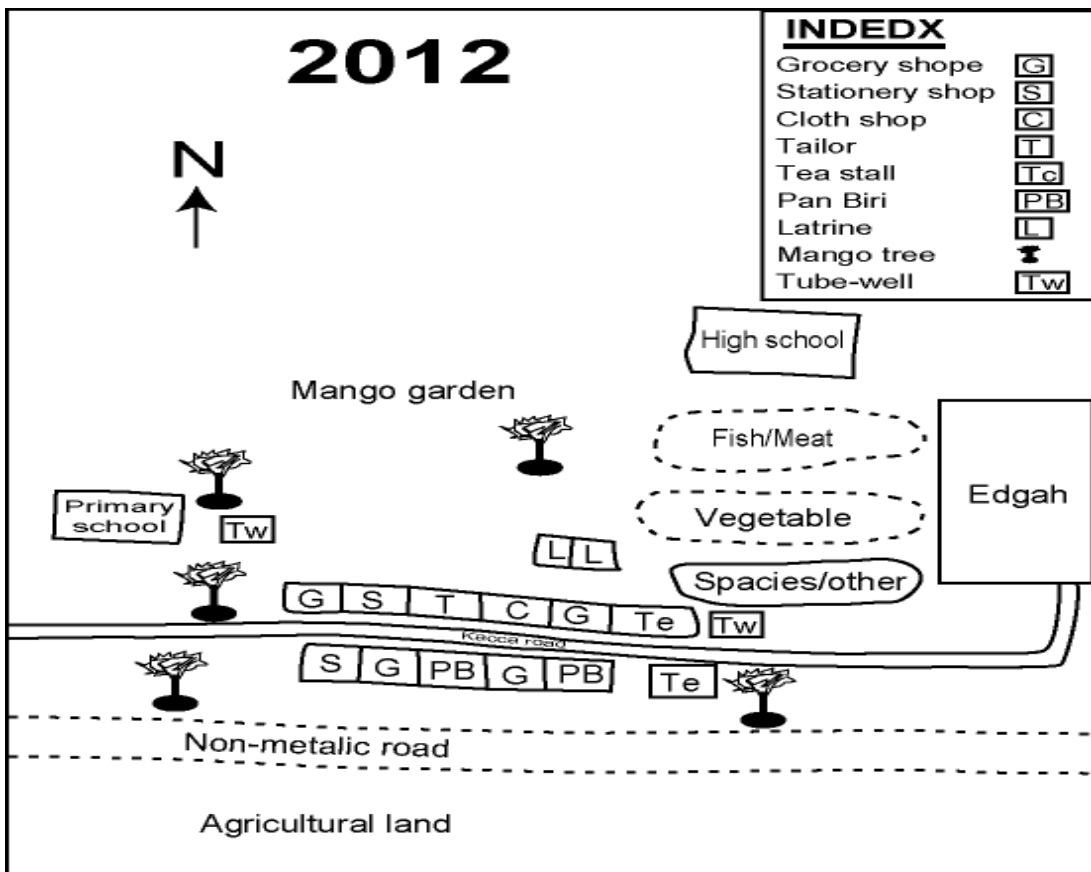 2012
INDEDX
Grocery shope G
Stationery shop S
Cloth shop C
Tailor T
Tea stall Tc
Pan Biri PB
Latrine L
Mango tree
Tube-well Tw
N
High school
Mango garden
Fish/Meat
Edgah
Primary
school
Tw
Vegetable
L L
Spacies/other
G S T C G Te Tw
Kacca road
S G PB G PB Te
Non-metalic road
Agricultural land